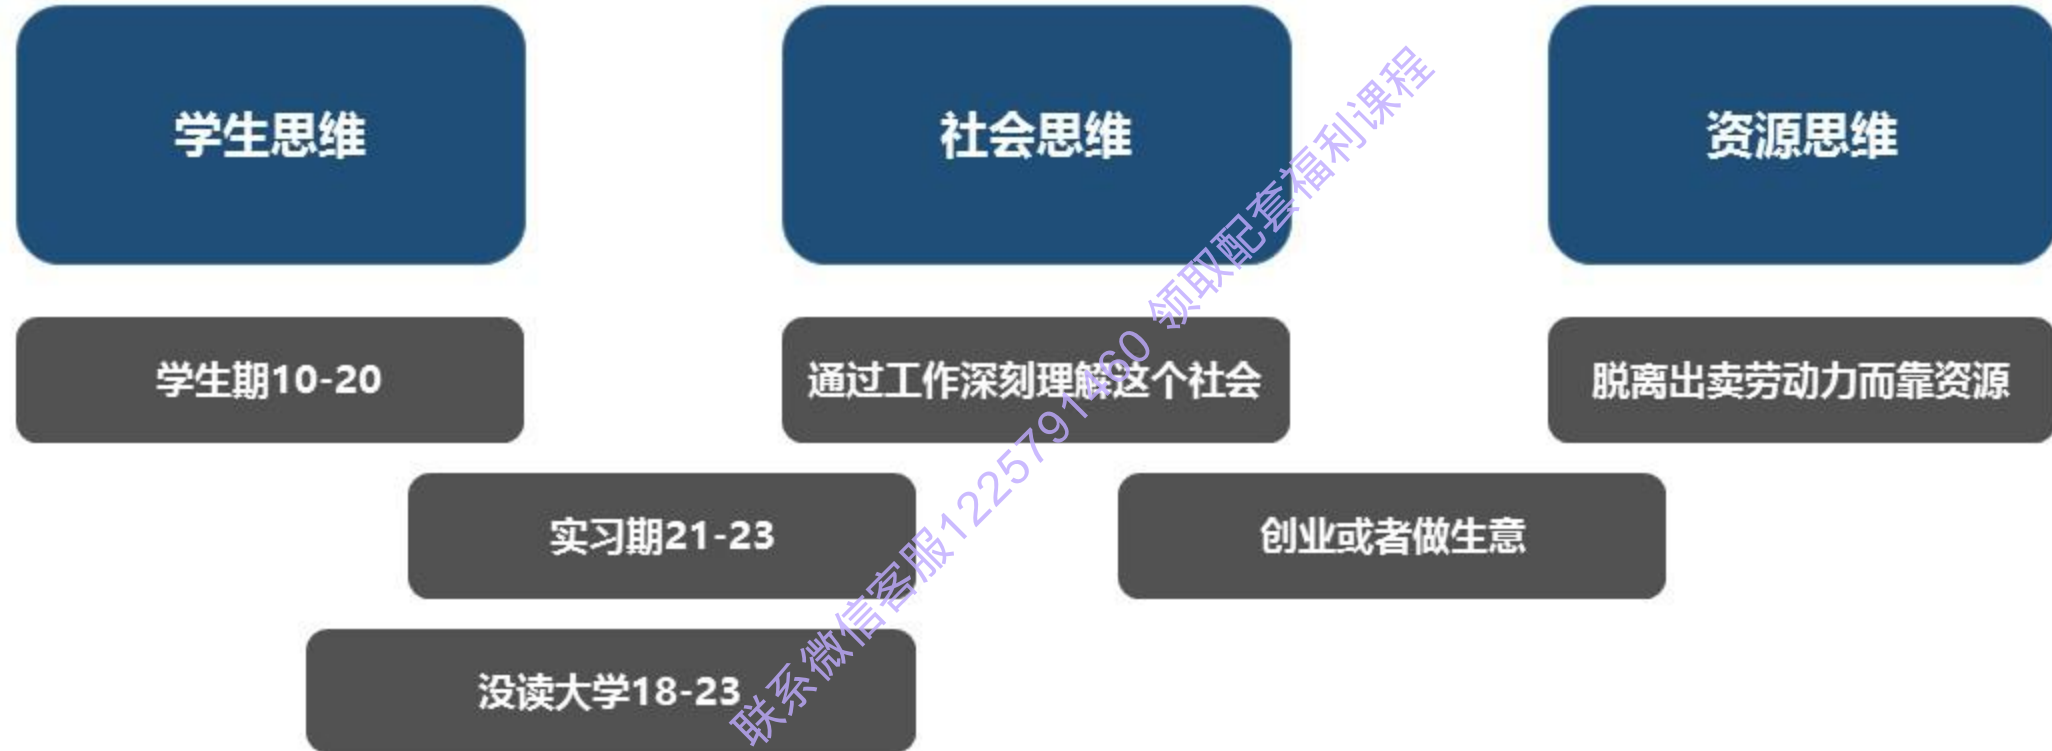 学生思维
社会思维
资源思维
学生期10-20
通过工作深刻理解这个社会
脱离出卖劳动力而靠资源
实习期21-23
创业或者做生意
没读大学18-23
联系微信客服1225791460 领取配套福利课程